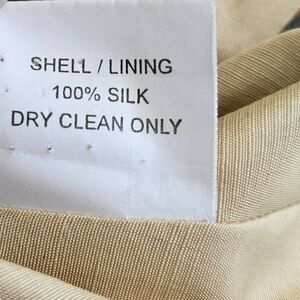 SHELL / LINING
100% SILK
DRY CLEAN ONLY